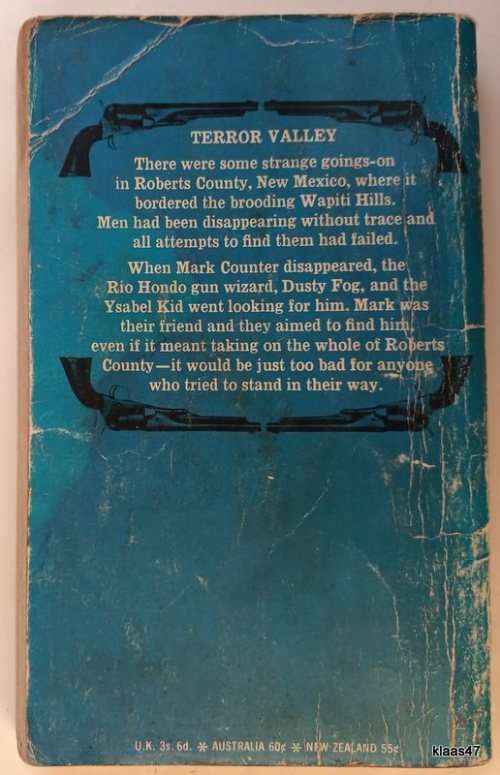 TERROR VALLEY
There were some strange goings-on
in Roberts County, New Mexico, where it
bordered the brooding Wapiti Hills.
Men had been disappearing without trace and
all attempts to find them had failed.
When Mark Counter disappeared, the
Rio Hondo gun wizard, Dusty Fog, and the
Ysabel Kid went looking for him. Mark was
their friend and they aimed to find him,
even if it meant taking on the whole of Roberts
County—it would be just too bad for anyone
who tried to stand in their way.
U.K. 3s. 6d. * AUSTRALIA 60¢ * NEW ZEALAND 55¢
klaas47